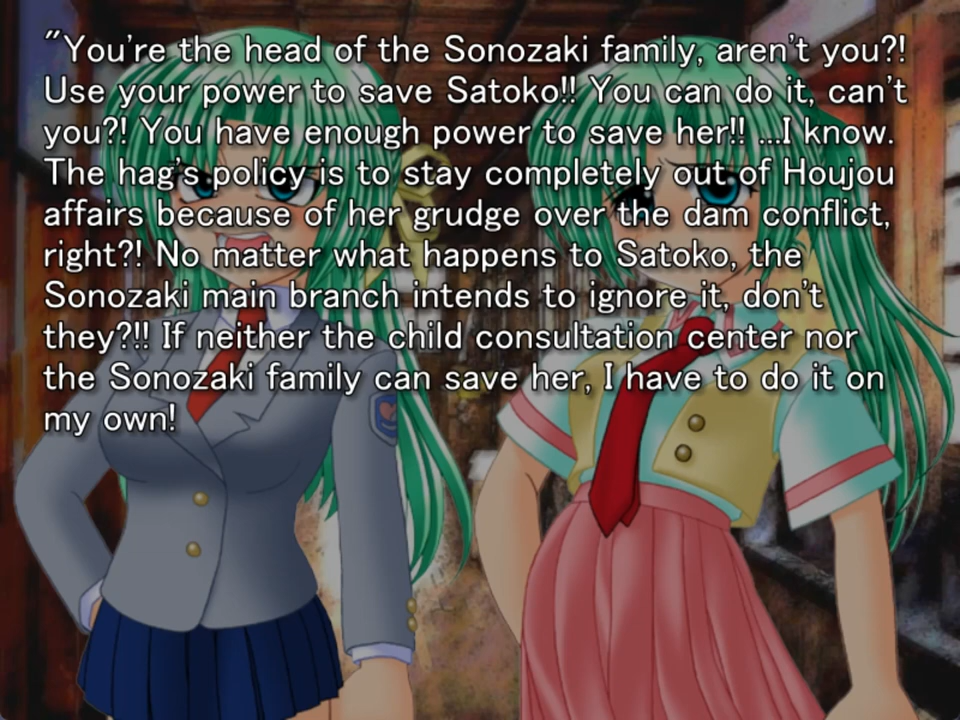 "You're the head of the Sonozaki family, aren't you?!
Use your power to save Satoko!! You can do it, can't
you?! You have enough power to save her!! ...I know.
The hag's policy is to stay completely out of Houjou
affairs because of her grudge over the dam conflict,
right?! No matter what happens to Satoko, the
Sonozaki main branch intends to ignore it, don't
they?!! If neither the child consultation center nor
the Sonozaki family can save her, I have to do it on
my own!